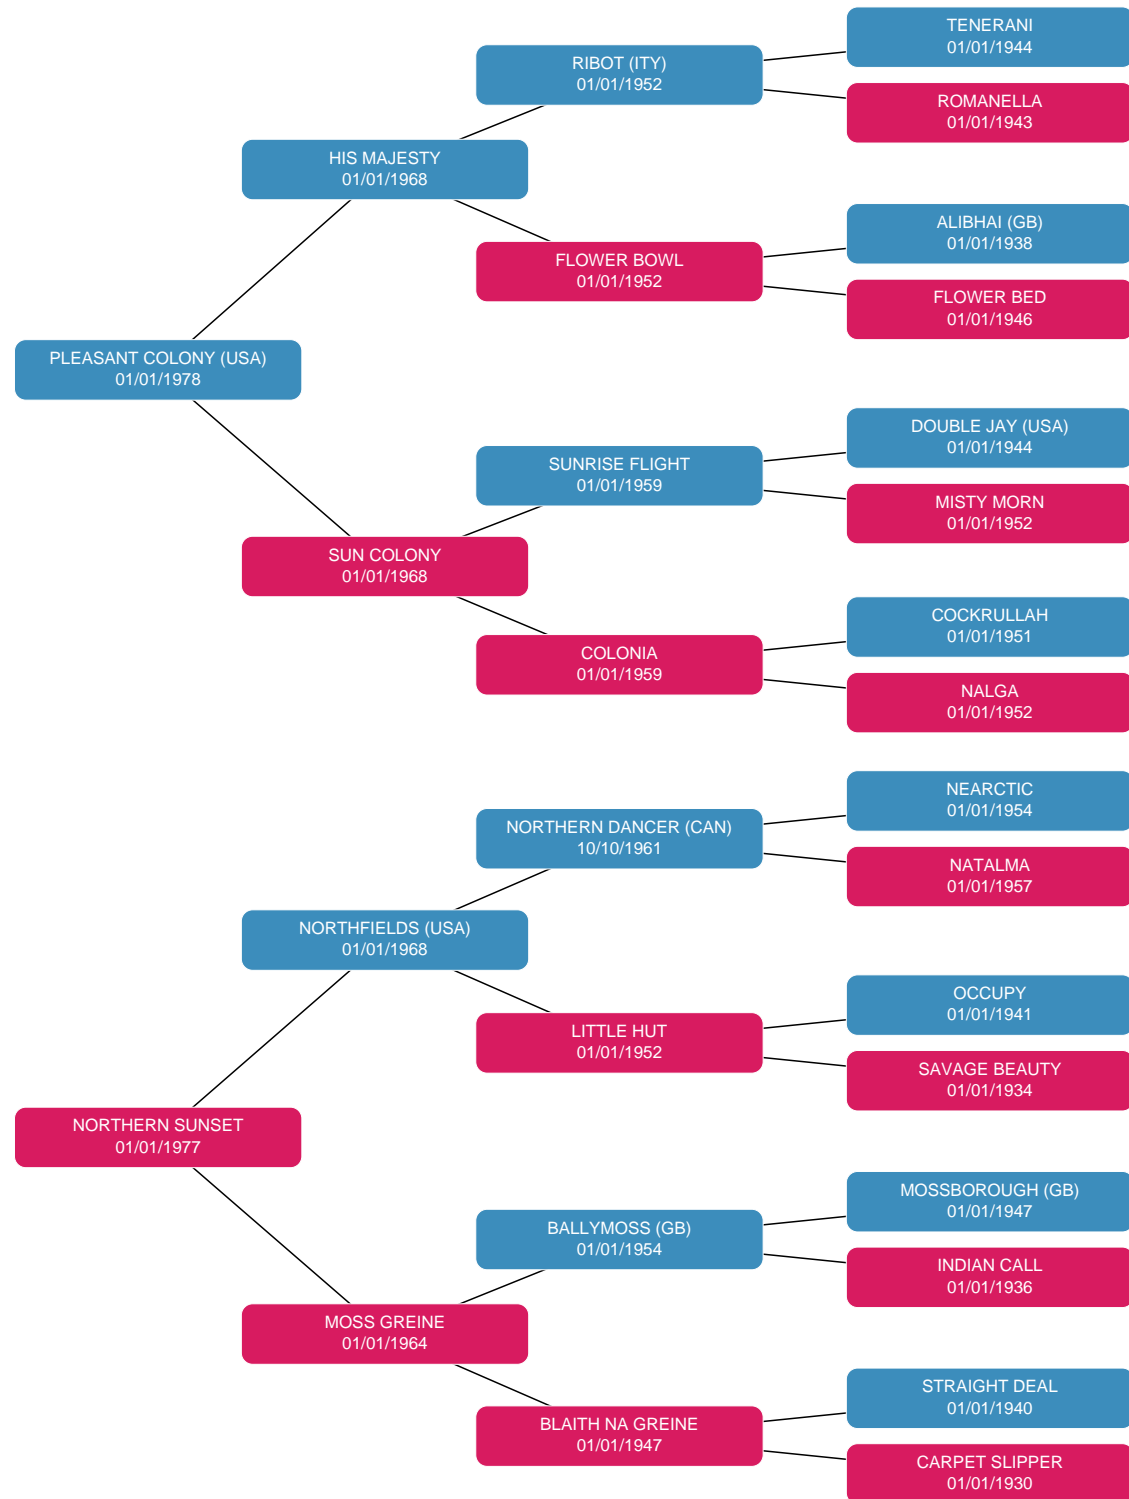 TENERANI
01/01/1944
RIBOT (ITY)
01/01/1952
ROMANELLA
01/01/1943
HIS MAJESTY
01/01/1968
ALIBHAI (GB)
01/01/1938
FLOWER BOWL
01/01/1952
FLOWER BED
01/01/1946
PLEASANT COLONY (USA)
01/01/1978
DOUBLE JAY (USA)
01/01/1944
SUNRISE FLIGHT
01/01/1959
MISTY MORN
01/01/1952
SUN COLONY
01/01/1968
COCKRULLAH
01/01/1951
COLONIA
01/01/1959
NALGA
01/01/1952
NEARCTIC
01/01/1954
NORTHERN DANCER (CAN)
10/10/1961
NATALMA
01/01/1957
NORTHFIELDS (USA)
01/01/1968
OCCUPY
01/01/1941
LITTLE HUT
01/01/1952
SAVAGE BEAUTY
01/01/1934
NORTHERN SUNSET
01/01/1977
MOSSBOROUGH (GB)
01/01/1947
BALLYMOSS (GB)
01/01/1954
INDIAN CALL
01/01/1936
MOSS GREINE
01/01/1964
STRAIGHT DEAL
01/01/1940
BLAITH NA GREINE
01/01/1947
CARPET SLIPPER
01/01/1930